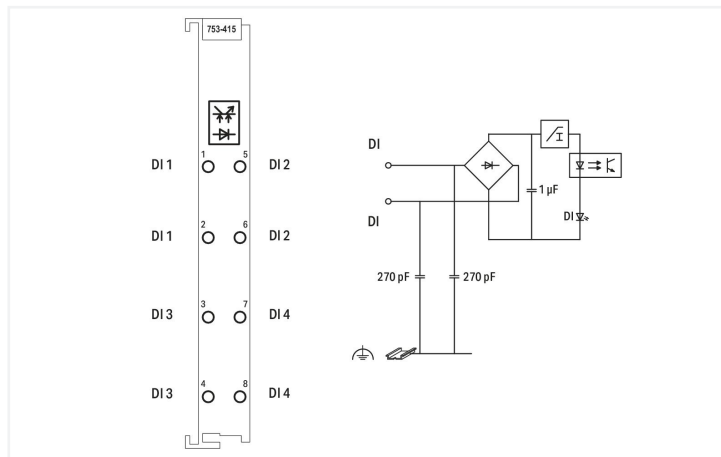 753-415
1 5
DI 1 DI 2
2 6
DI 1 DI 2
3 7
DI 3 DI 4
4 8
DI 3 DI 4
DI
DI
1 µF
DI
270 pF 270 pF